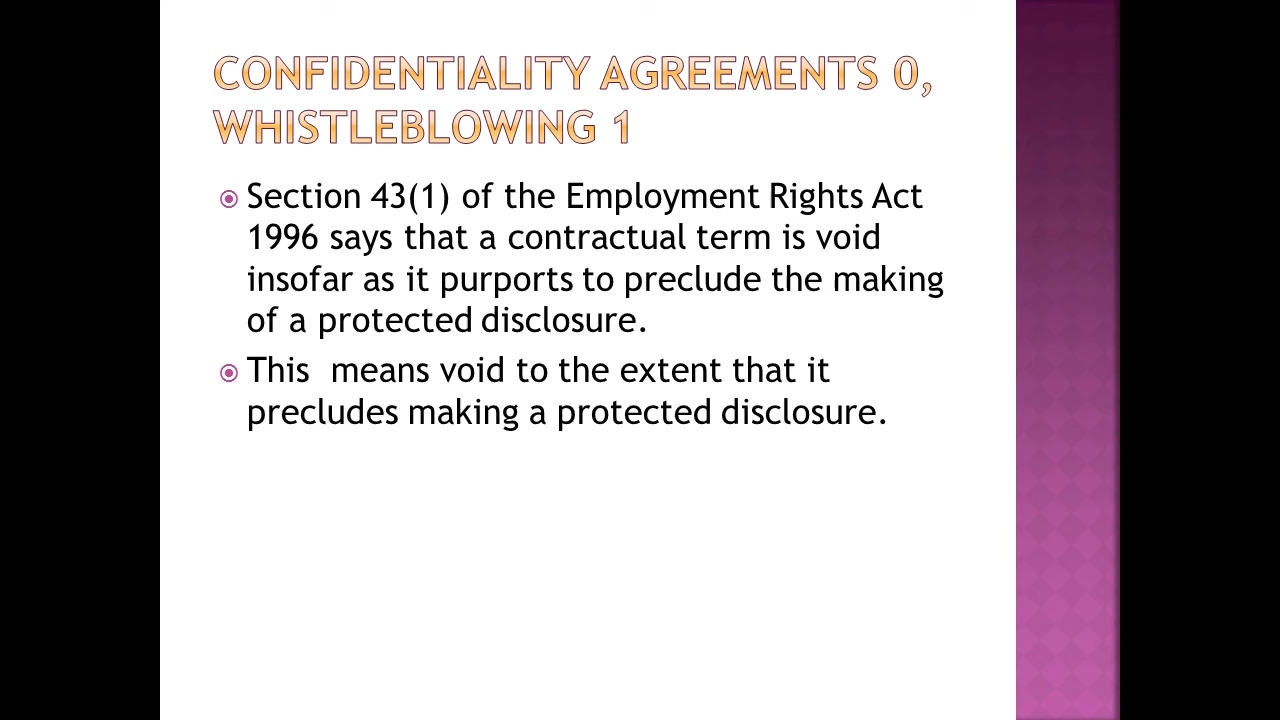 CONFIDENTIALITY AGREEMENTS 0,
WHISTLEBLOWING 1
Section 43(1) of the Employment Rights Act
1996 says that a contractual term is void
insofar as it purports to preclude the making
of a protected disclosure.
This  means void to the extent that it
precludes making a protected disclosure.